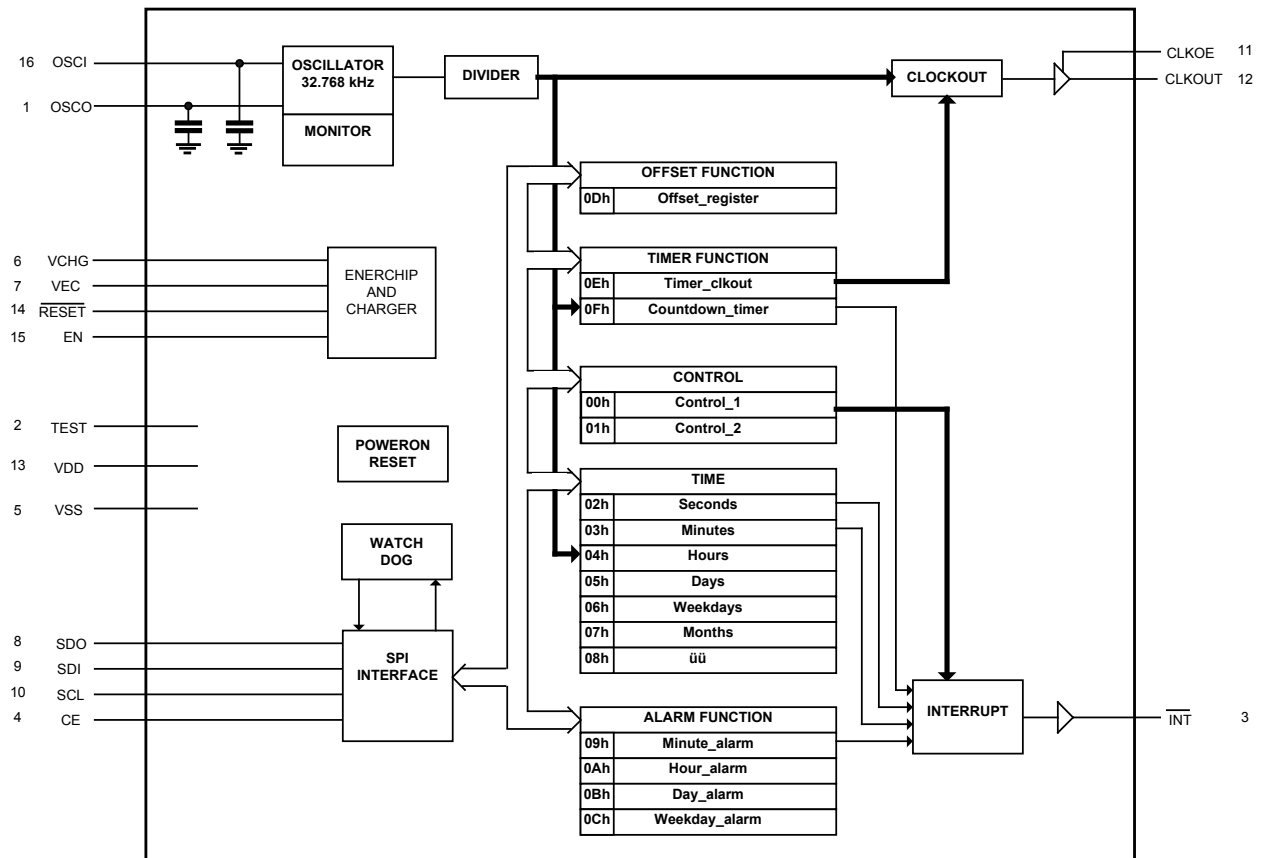 16 OSCI
1 OSCO
OSCILLATOR
32.768 kHz
MONITOR
DIVIDER
CLOCKOUT
CLKOE 11
CLKOUT 12
OFFSET FUNCTION
0Dh Offset_register
6 VCHG
7 VEC
14 RESET
15 EN
ENERCHIP
AND
CHARGER
TIMER FUNCTION
0Eh Timer_clkout
0Fh Countdown_timer
CONTROL
00h Control_1
01h Control_2
2 TEST
13 VDD
5 VSS
POWERON
RESET
TIME
02h Seconds
03h Minutes
04h Hours
05h Days
06h Weekdays
07h Months
08h üü
WATCH
DOG
8 SDO
9 SDI
10 SCL
4 CE
SPI
INTERFACE
ALARM FUNCTION
09h Minute_alarm
0Ah Hour_alarm
0Bh Day_alarm
0Ch Weekday_alarm
INTERRUPT
INT 3